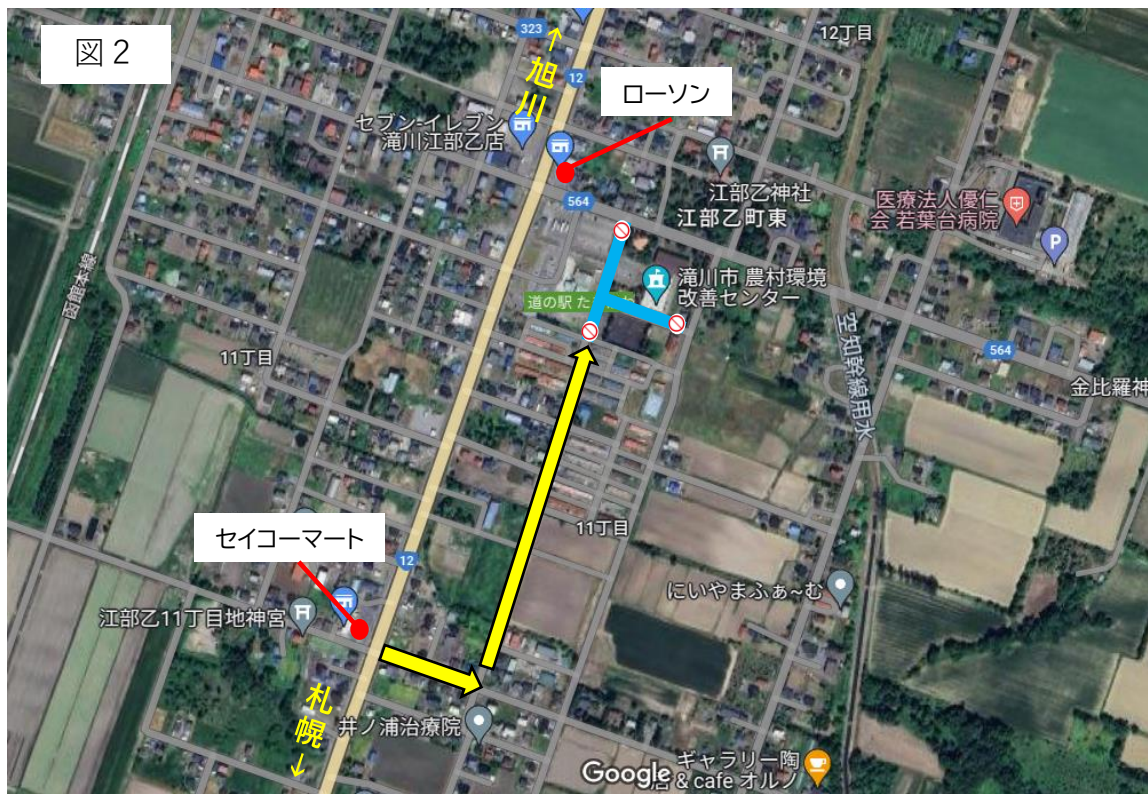 図２
323
↑
旭川
12
12丁目
ローソン
セブン-イレブン
滝川江部乙店
564
江部乙神社
江部乙町東
医療法人優仁
会 若葉台病院
P
滝川市 農村環境
改善センター
道の駅 た
函館本線
11丁目
空知幹線用水
564
金比羅神
11丁目
セイコーマート
12
にいやまふぁ~む
江部乙11丁目地神宮
札幌
↓
井ノ浦治療院
ギャラリー陶
Google
店 & cafe オルノ